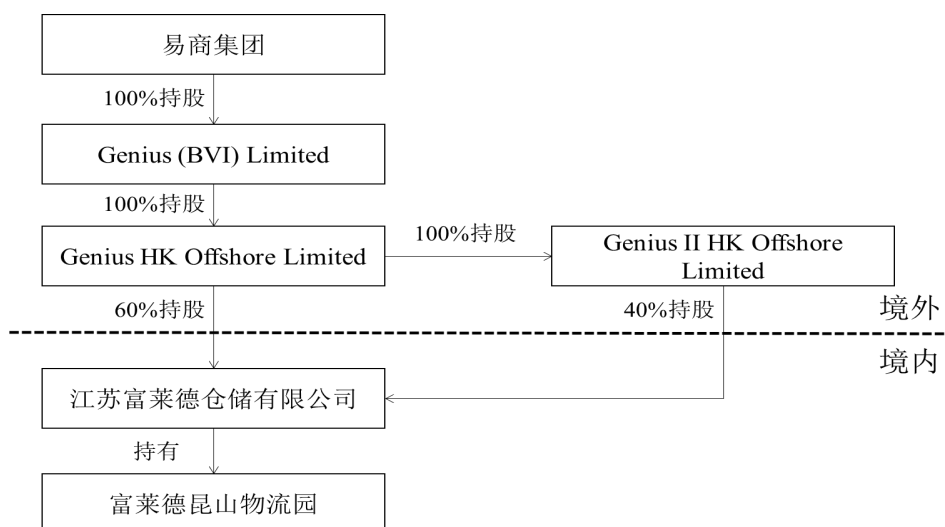 易商集团
100%持股
Genius (BVI) Limited
100%持股
Genius HK Offshore Limited
100%持股
Genius II HK Offshore
Limited
60%持股
40%持股
境外
境内
江苏富莱德仓储有限公司
持有
富莱德昆山物流园